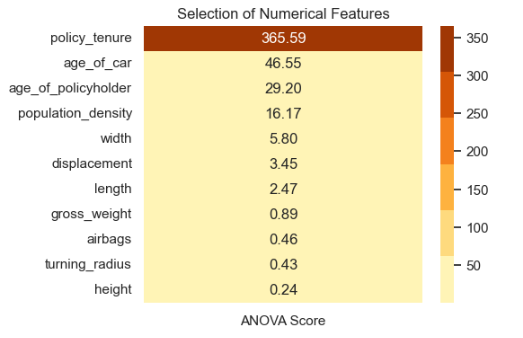 Selection of Numerical Features
policy_tenure 365.59
age_of_car 46.55
age_of_policyholder 29.20
population_density 16.17
width 5.80
displacement 3.45
length 2.47
gross_weight 0.89
airbags 0.46
turning_radius 0.43
height 0.24
ANOVA Score
350
300
250
200
150
100
50